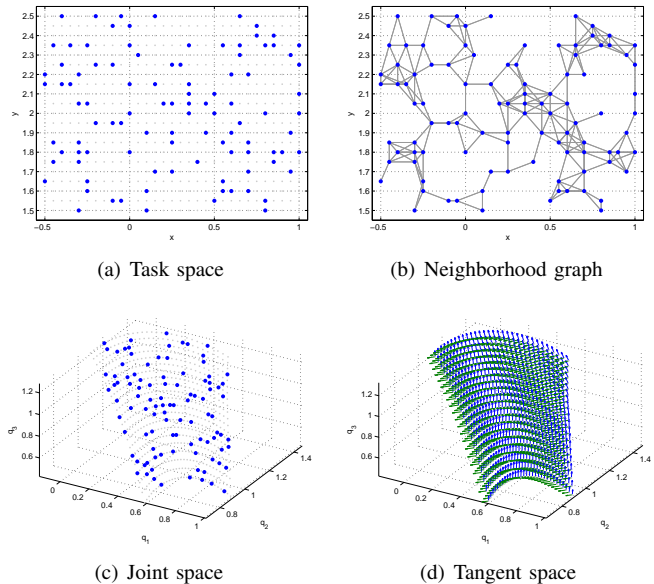 2.5
2.4
2.3
2.2
2.1
2
1.9
1.8
1.7
1.6
1.5
y
−0.5 0 0.5 1
x
(a) Task space
2.5
2.4
2.3
2.2
2.1
2
1.9
1.8
1.7
1.6
1.5
y
−0.5 0 0.5 1
x
(b) Neighborhood graph
1.2
1
0.8
0.6
q3
0 0.2 0.4 0.6 0.8 1
q1
0.8 1 1.2 1.4
q2
(c) Joint space
1.2
1
0.8
0.6
q3
0 0.2 0.4 0.6 0.8 1
q1
0.8 1 1.2 1.4
q2
(d) Tangent space